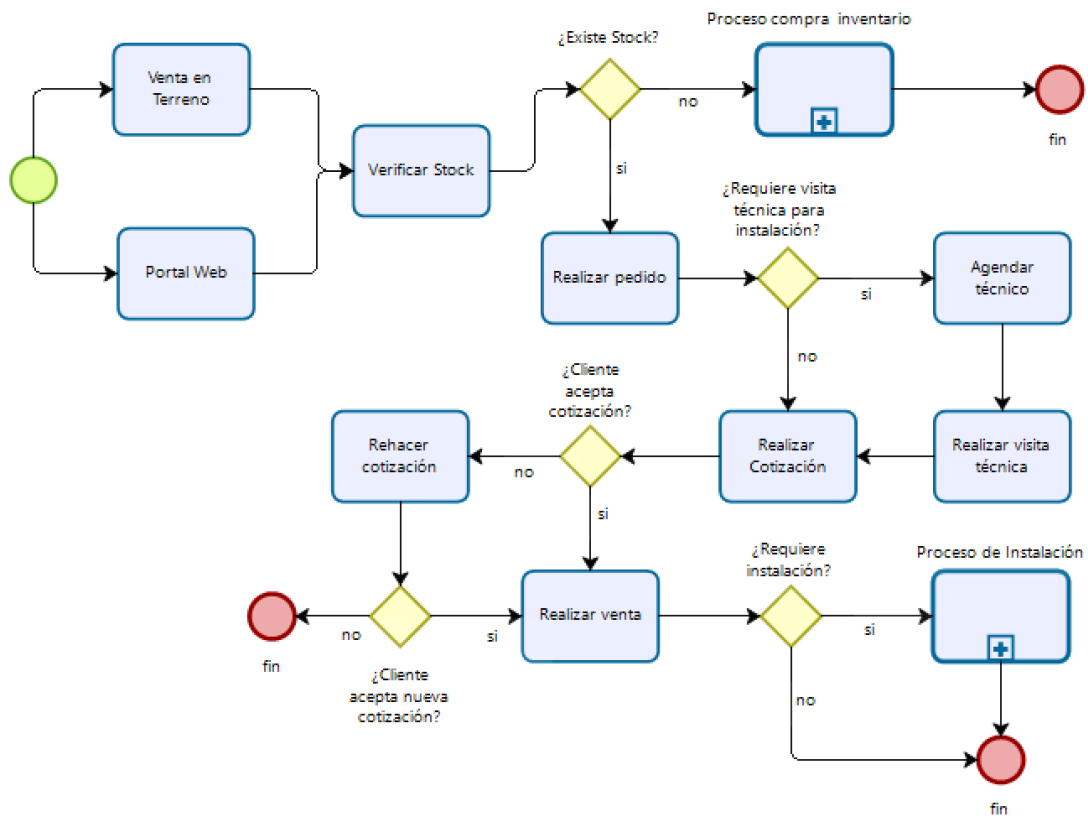 Proceso compra inventario
¿Existe Stock?
Venta en
Terreno
no
fin
Verificar Stock
si
¿Requiere visita
técnica para
instalación?
Portal Web
Realizar pedido
si
Agendar
técnico
no
¿Cliente
acepta
cotización?
Rehacer
cotización
no
Realizar
Cotización
Realizar visita
técnica
si
¿Requiere
instalación?
Proceso de Instalación
no
si
Realizar venta
si
fin
¿Cliente
acepta nueva
cotización?
no
fin